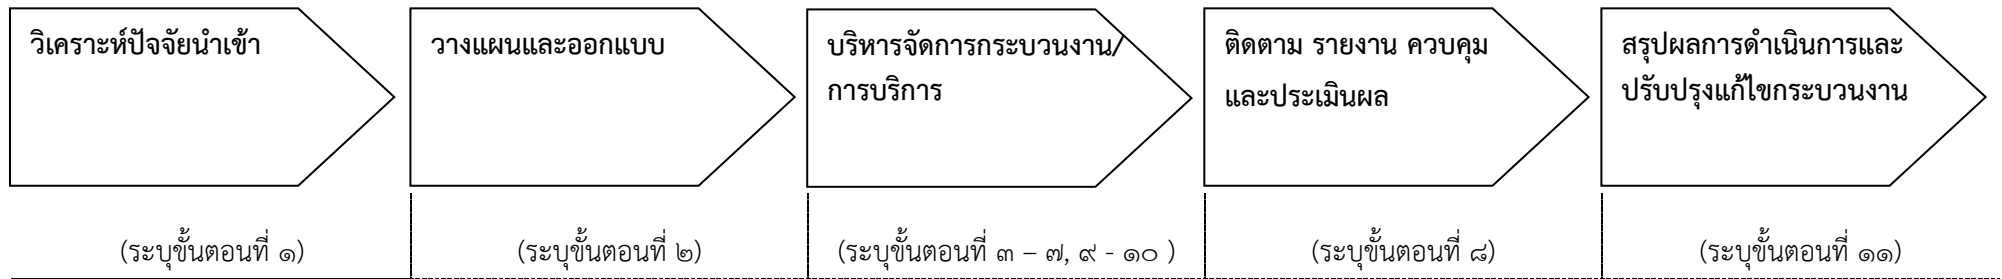 วิเคราะห์ปัจจัยนำเข้า
วางแผนและออกแบบ
บริหารจัดการกระบวนงาน/
การบริการ
ติดตาม รายงาน ควบคุม
และประเมินผล
สรุปผลการดำเนินการและ
ปรับปรุงแก้ไขกระบวนงาน
(ระบุขั้นตอนที่ ๑)
(ระบุขั้นตอนที่ ๒)
(ระบุขั้นตอนที่ ๓ – ๗, ๙ - ๑๐ )
(ระบุขั้นตอนที่ ๘)
(ระบุขั้นตอนที่ ๑๑)